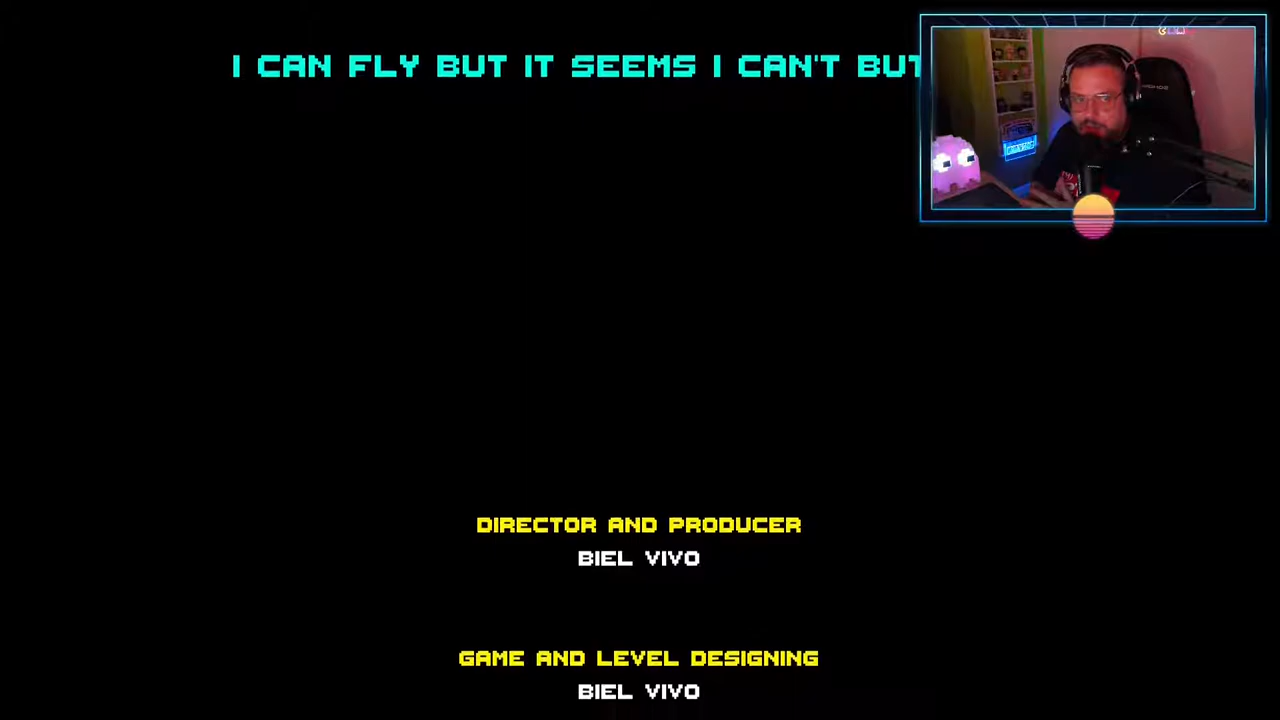 I CAN FLY BUT IT SEEMS I CAN'T BUT
DIRECTOR AND PRODUCER
BIEL VIVO
GAME AND LEVEL DESIGNING
BIEL VIVO